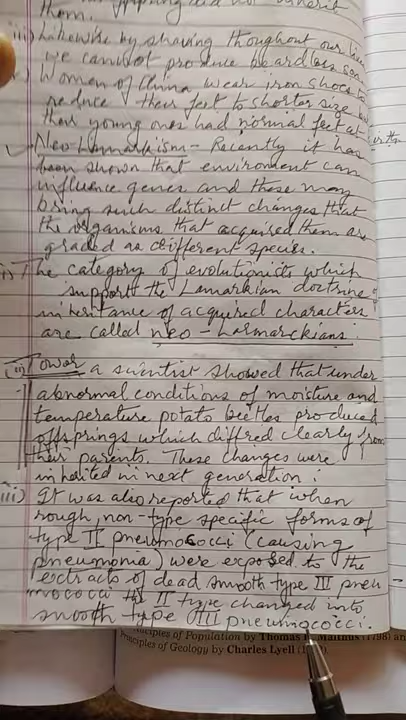 them.
inherit
iii) Likewise by shaving thoughout our
we cannot produce beardless sons
Women of China wear iron shoes to
reduce their feet to shorter size
their young ones had normal feet at
Neo Lamarkism - Recently it has
been shown that environment can
influence genes and these may
bring such distinct changes that
the organisms that acquired them are
graded as different species.
i) The category of evolutionists which
support the Lamarkian doctrine of
inheritance of acquired characters
are called neo - Larmarckians
(ii) Tower a scientist showed that under
abnormal conditions of moisture and
temperature potato beetles produced
offsprings which diffred clearly from
their parents. These changes were
inherited in next generation.
iii) It was also reported that when
rough, non-type specific forms of
type II pneumococci (causing
pneumonia) were exposed to the
extracts of dead smooth type III pneu
mococci the II type changed into
smooth type III pneumococci.
Principles of Population by Thomas Malthus (1798) an
Principles of Geology by Charles Lyell